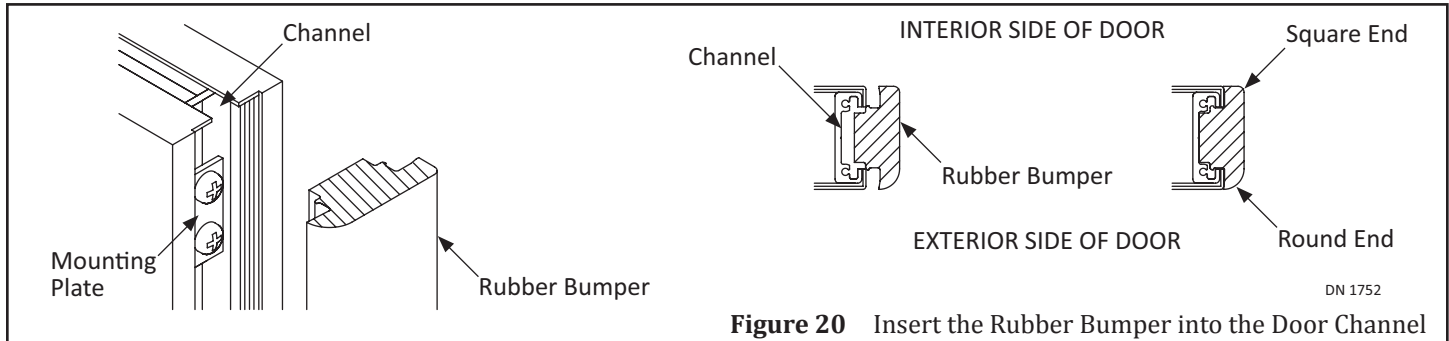 Channel
Mounting
Plate
Rubber Bumper
INTERIOR SIDE OF DOOR
Square End
Channel
Rubber Bumper
EXTERIOR SIDE OF DOOR
Round End
DN 1752
Figure 20 Insert the Rubber Bumper into the Door Channel